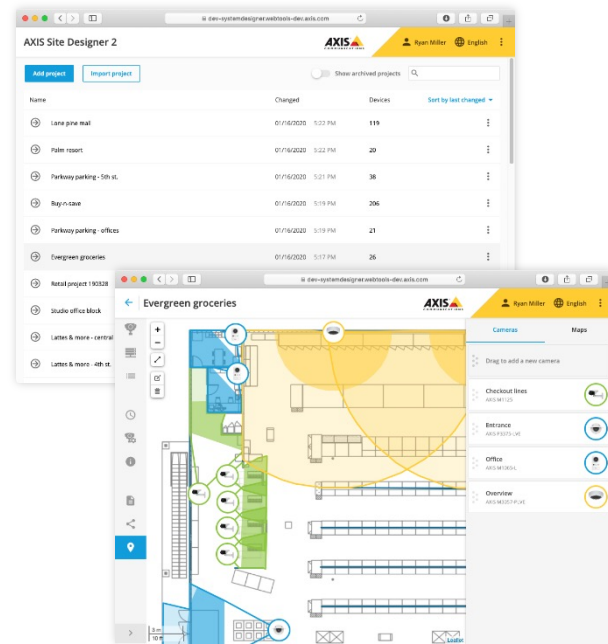 dev-systemdesigner.webtools-dev.axis.com
AXIS Site Designer 2
AXIS
Ryan Miller
English
Add project
Import project
Show archived projects
Name
Changed
Devices
Sort by last changed
Lone pine mall 01/16/2020 5:22 PM 119
Palm resort 01/16/2020 5:22 PM 20
Parkway parking - 5th st. 01/16/2020 5:21 PM 38
Buy-n-save 01/16/2020 5:19 PM 206
Parkway parking - offices 01/16/2020 5:19 PM 21
Evergreen groceries 01/16/2020 5:17 PM 26
Retail project 190328
Studio office block
Lattes & more - central
Lattes & more - 4th st.
dev-systemdesigner.webtools-dev.axis.com
Evergreen groceries
AXIS
Ryan Miller
English
Cameras
Maps
Drag to add a new camera
Checkout lines
AXIS M1125
Entrance
Office
Overview
3 m
10 ft
Leaflet